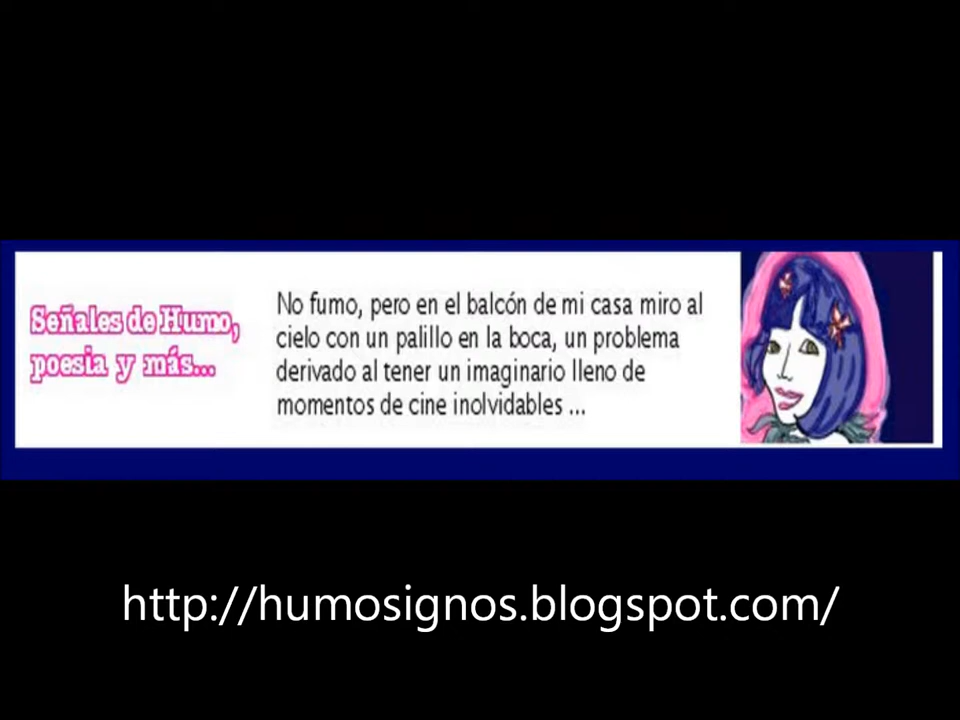 Señales de Humo,
poesia y más...
No fumo, pero en el balcón de mi casa miro al
cielo con un palillo en la boca, un problema
derivado al tener un imaginario lleno de
momentos de cine inolvidables ...
http://humosignos.blogspot.com/